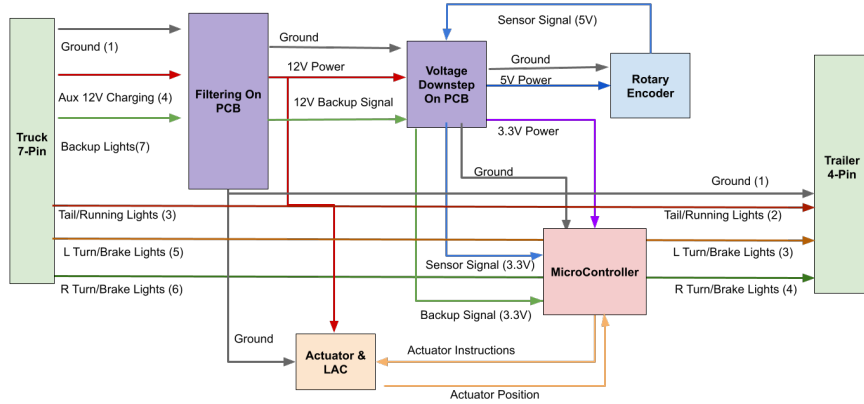 Sensor Signal (5V)
Ground (1)
Ground
Ground
12V Power
Voltage
Downstep
On PCB
5V Power
Rotary
Encoder
Filtering On
PCB
Aux 12V Charging (4)
12V Backup Signal
3.3V Power
Truck
7-Pin
Backup Lights(7)
Trailer
4-Pin
Ground
Ground (1)
Tail/Running Lights (3)
Tail/Running Lights (2)
L Turn/Brake Lights (5)
L Turn/Brake Lights (3)
Sensor Signal (3.3V)
MicroController
R Turn/Brake Lights (6)
R Turn/Brake Lights (4)
Backup Signal (3.3V)
Ground
Actuator &
LAC
Actuator Instructions
Actuator Position